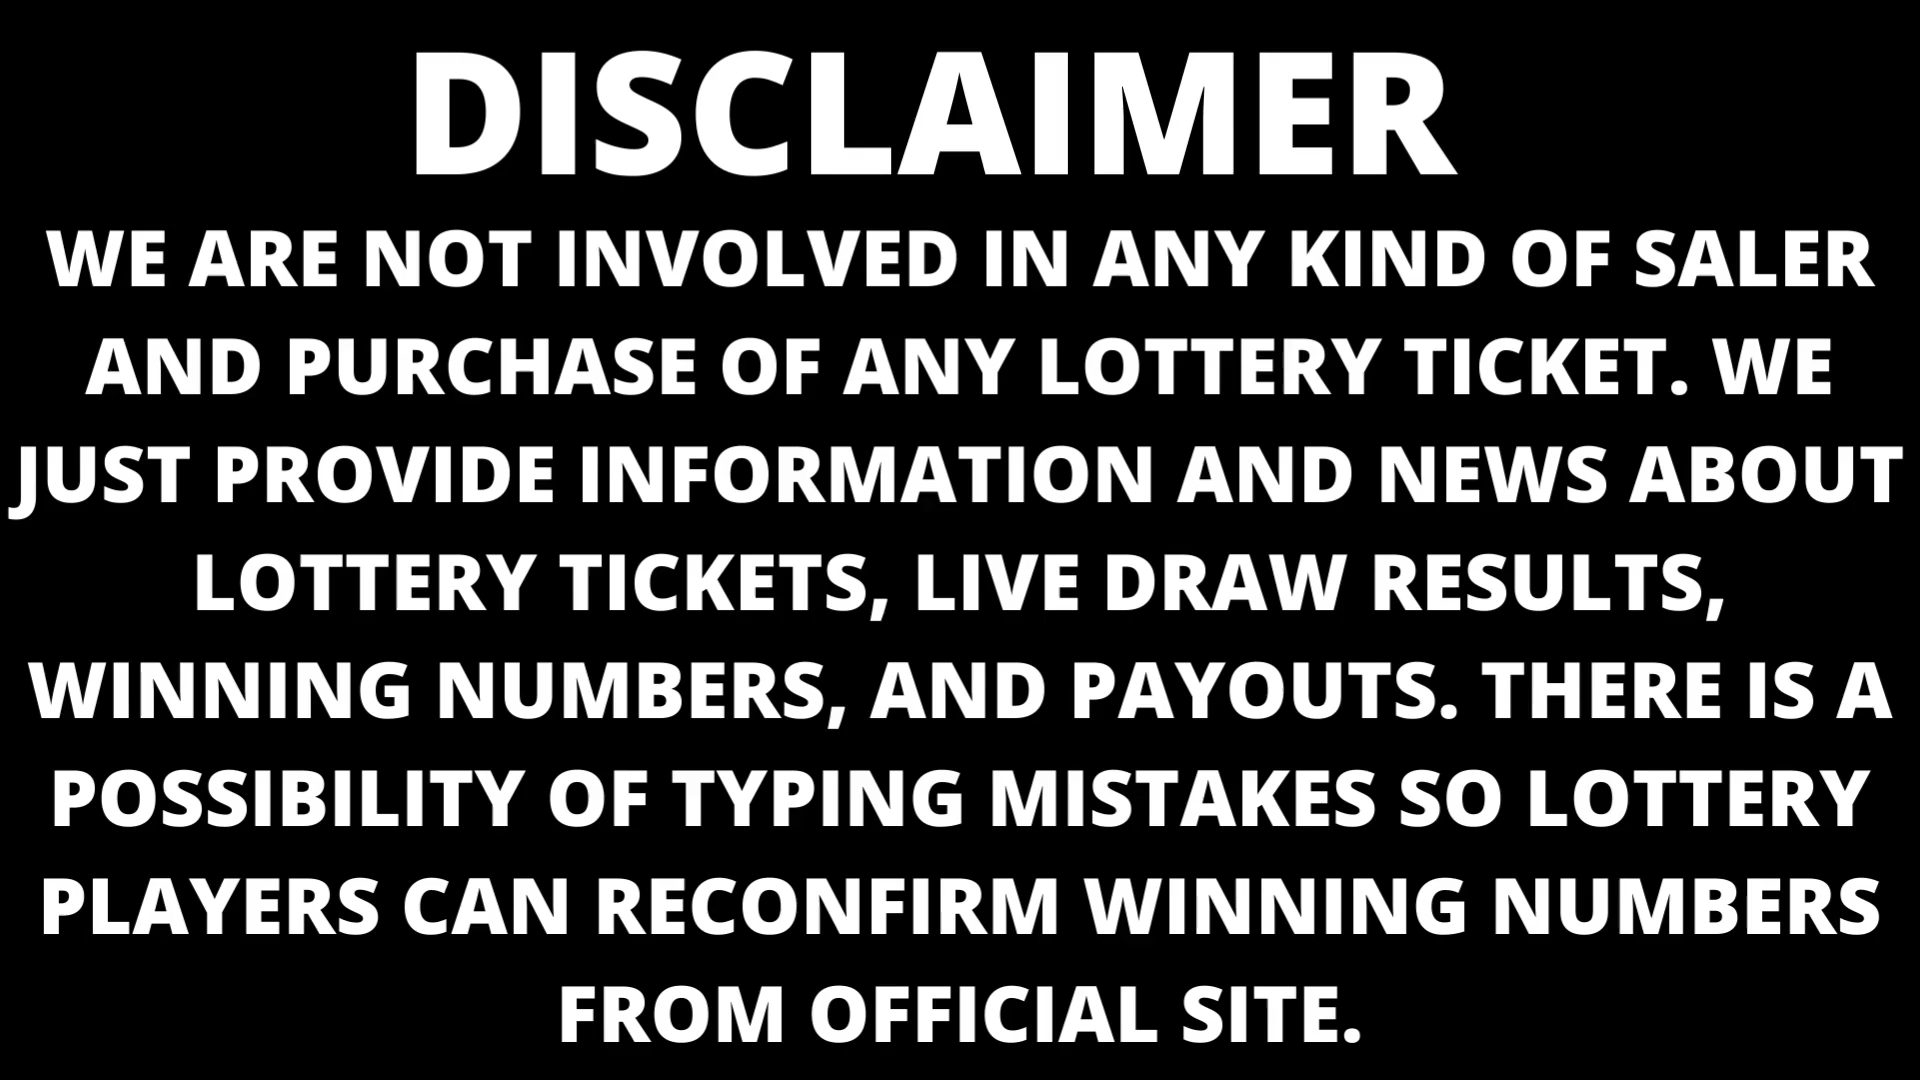 DISCLAIMER
WE ARE NOT INVOLVED IN ANY KIND OF SALER
AND PURCHASE OF ANY LOTTERY TICKET. WE
JUST PROVIDE INFORMATION AND NEWS ABOUT
LOTTERY TICKETS, LIVE DRAW RESULTS,
WINNING NUMBERS, AND PAYOUTS. THERE IS A
POSSIBILITY OF TYPING MISTAKES SO LOTTERY
PLAYERS CAN RECONFIRM WINNING NUMBERS
FROM OFFICIAL SITE.